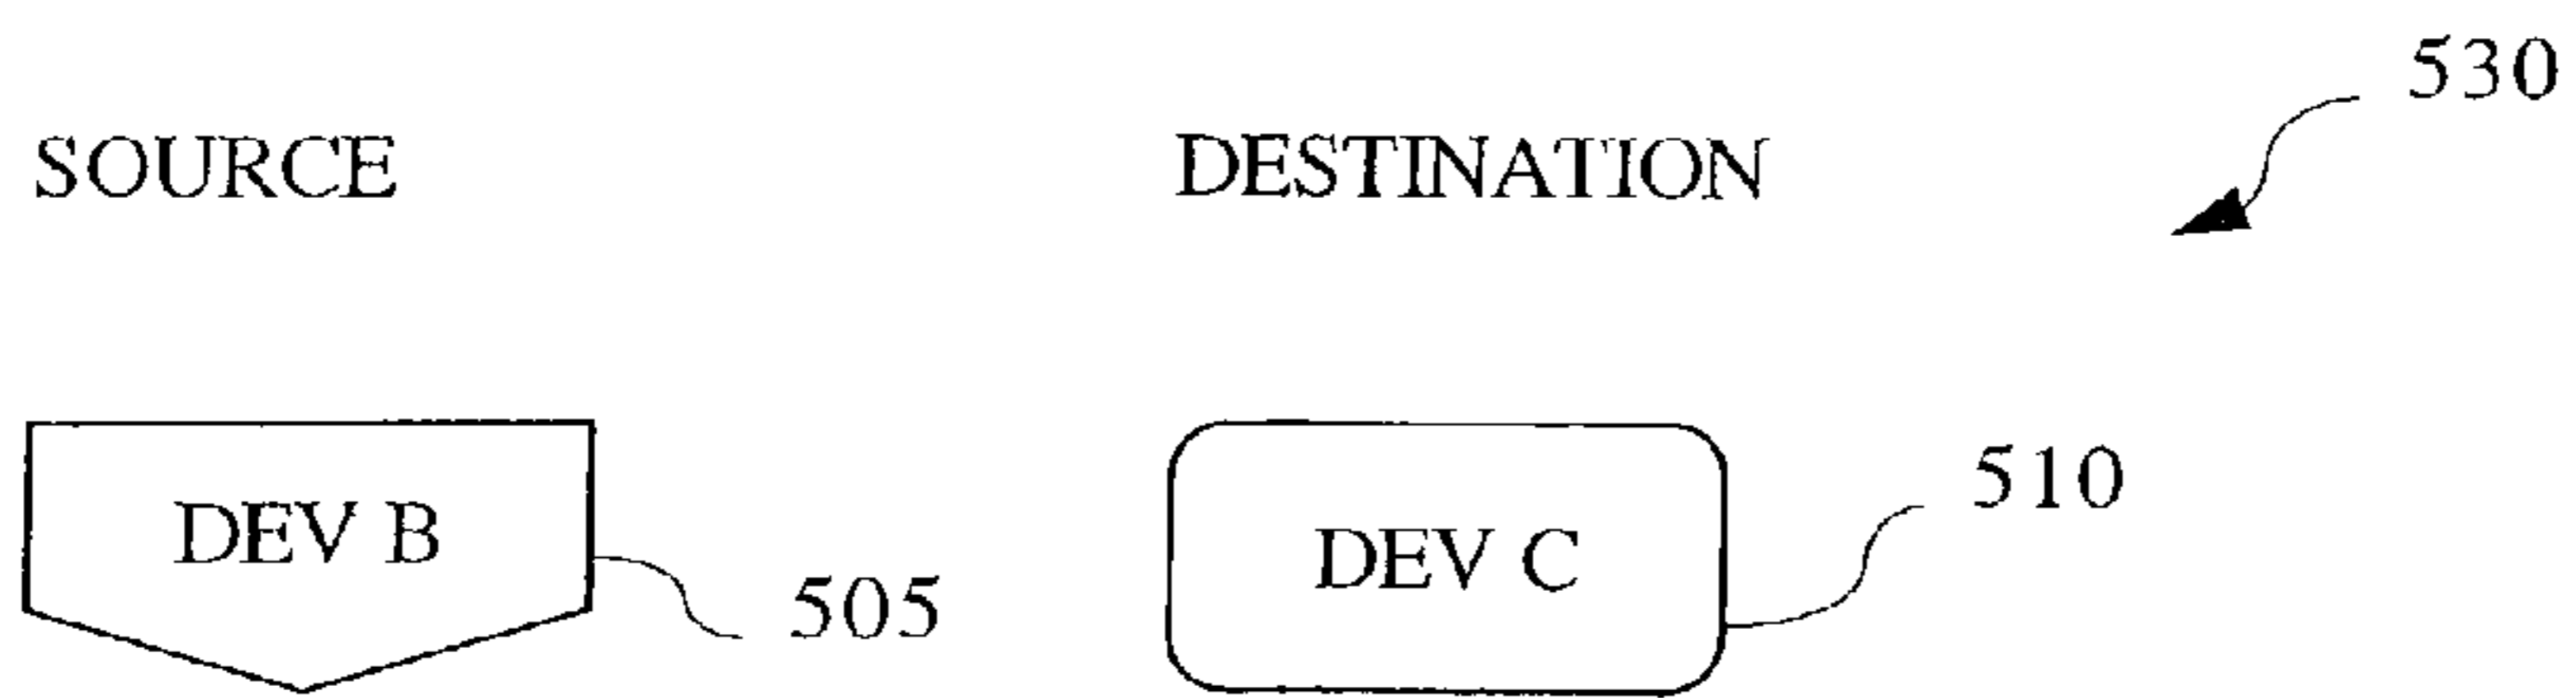 530
SOURCE DESTINATION
DEV B DEV C 510
505